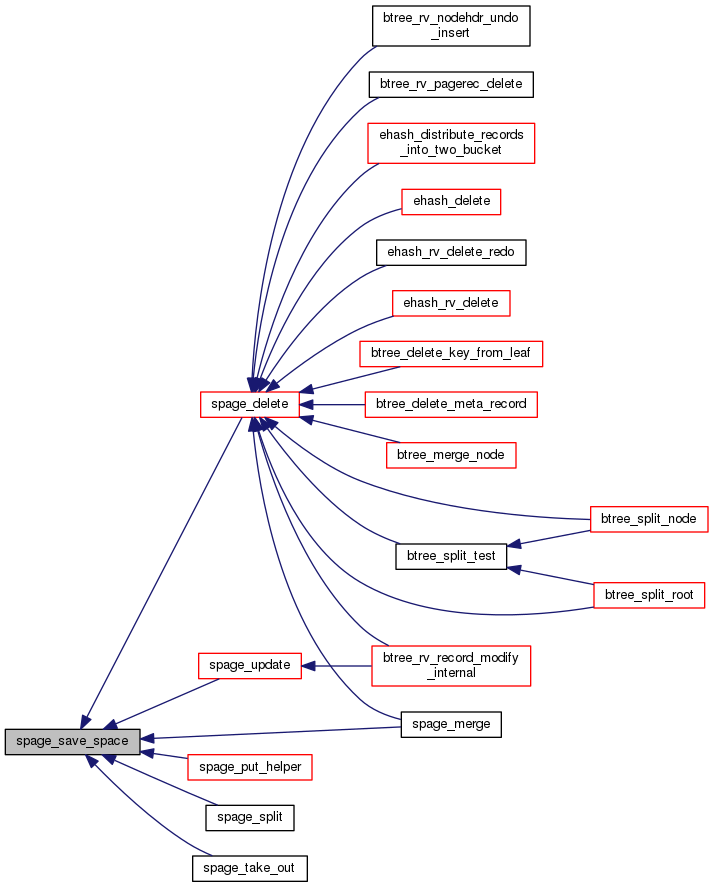 btree_rv_nodehdr_undo
_insert
btree_rv_pagerec_delete
ehash_distribute_records
_into_two_bucket
ehash_delete
ehash_rv_delete_redo
ehash_rv_delete
btree_delete_key_from_leaf
spage_delete
btree_delete_meta_record
btree_merge_node
btree_split_node
btree_split_test
btree_split_root
spage_update
btree_rv_record_modify
_internal
spage_merge
spage_save_space
spage_put_helper
spage_split
spage_take_out